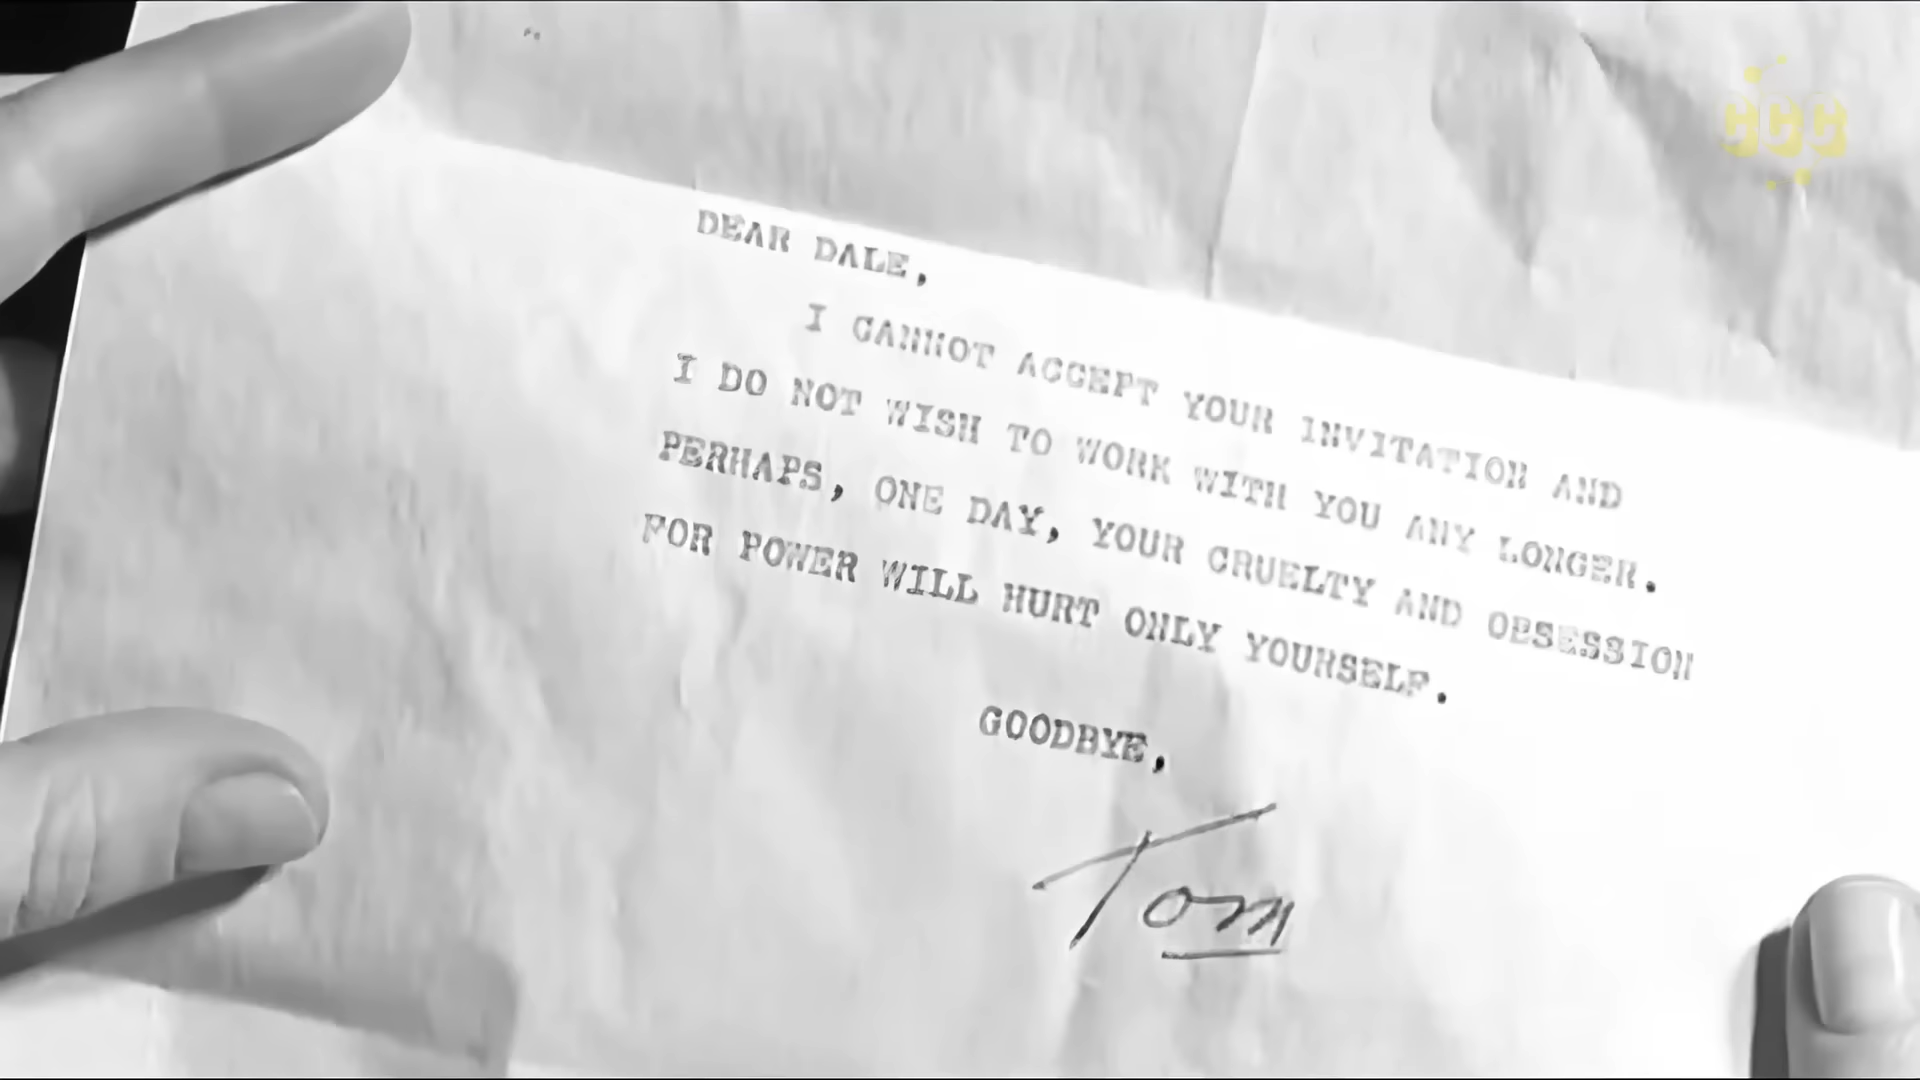 CCC
DEAR DALE,
I CANNOT ACCEPT YOUR INVITATION AND
I DO NOT WISH TO WORK WITH YOU ANY LONGER.
PERHAPS, ONE DAY, YOUR CRUELTY AND OBSESSION
FOR POWER WILL HURT ONLY YOURSELF.
GOODBYE,
Tom